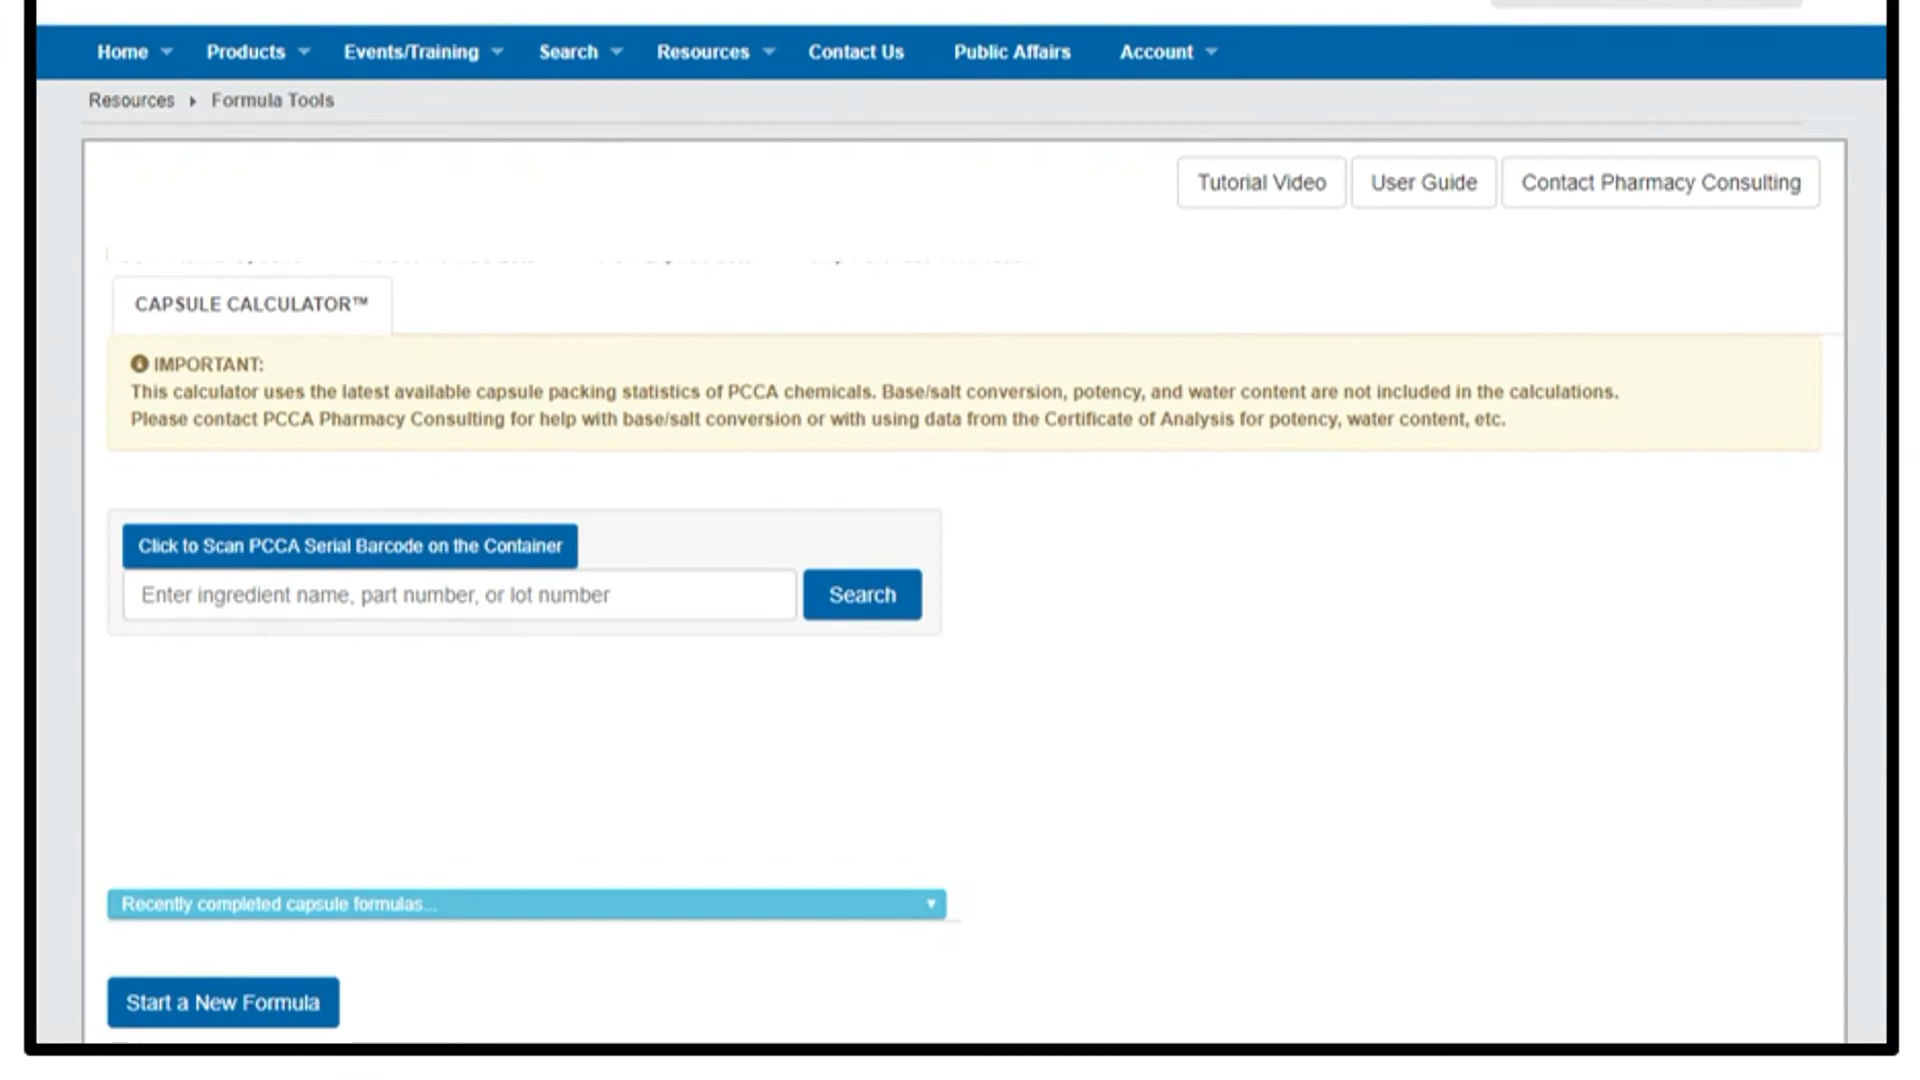 Home Products Events/Training Search Resources Contact Us Public Affairs Account
Resources Formula Tools
Tutorial Video User Guide Contact Pharmacy Consulting
CAPSULE CALCULATOR™
IMPORTANT:
This calculator uses the latest available capsule packing statistics of PCCA chemicals. Base/salt conversion, potency, and water content are not included in the calculations.
Please contact PCCA Pharmacy Consulting for help with base/salt conversion or with using data from the Certificate of Analysis for potency, water content, etc.
Click to Scan PCCA Serial Barcode on the Container
Enter ingredient name, part number, or lot number Search
Recently completed capsule formulas...
Start a New Formula